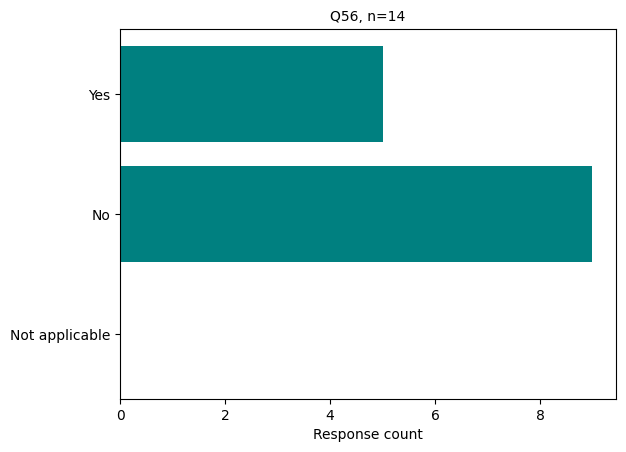 Q56, n=14
Yes
No
Not applicable
0 2 4 6 8
Response count